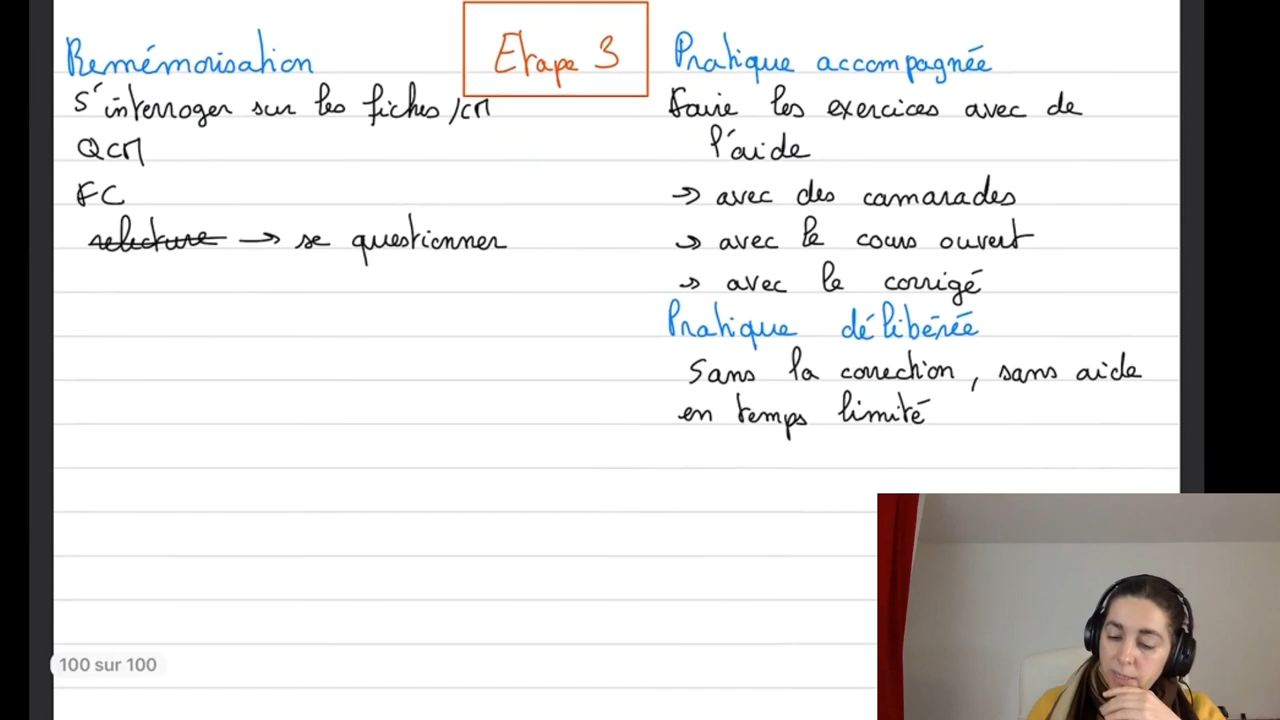 Etape 3
Remémorisation
S'interroger sur les fiches/CM
QCM
FC
relecture → se questionner
Pratique accompagnée
Faire les exercices avec de
l'aide
→ avec des camarades
→ avec le cours ouvert
→ avec le corrigé
Pratique délibérée
Sans la correction, sans aide
en temps limité
100 sur 100